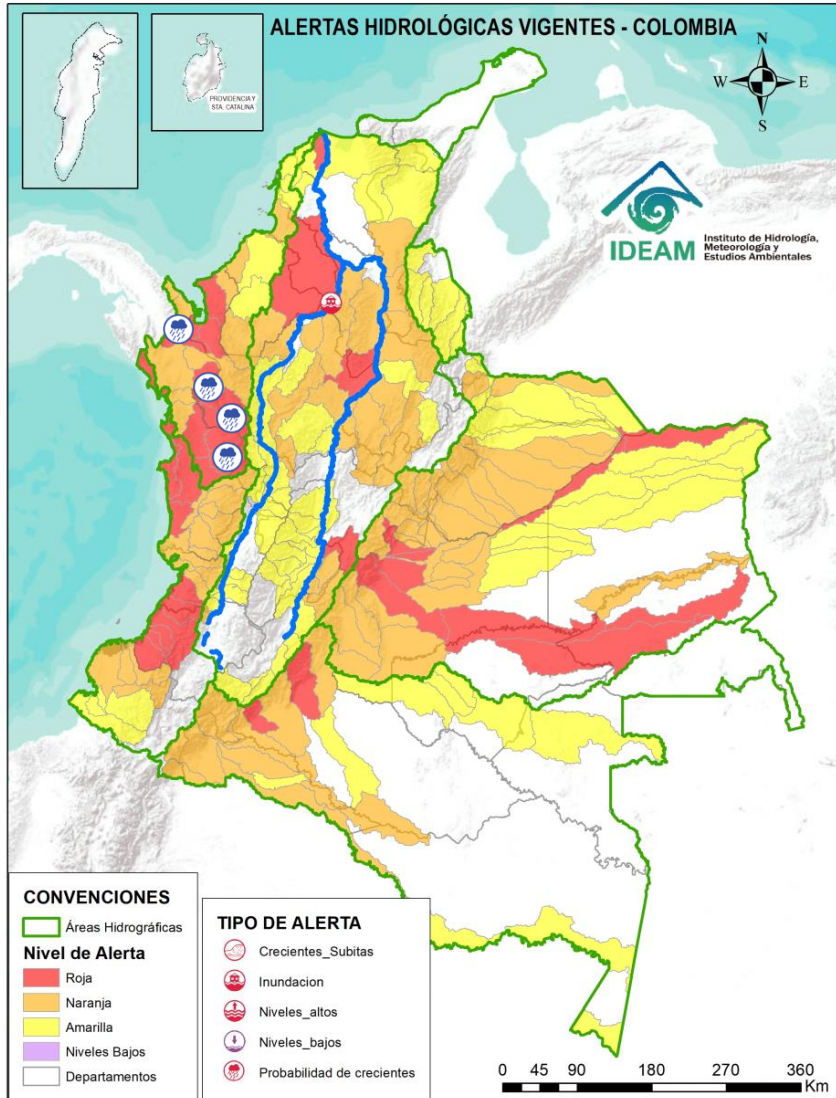 ALERTAS HIDROLÓGICAS VIGENTES - COLOMBIA
PROVIDENCIA Y
STA. CATALINA
N
W
E
S
IDEAM
Instituto de Hidrología,
Meteorología y
Estudios Ambientales
CONVENCIONES
Áreas Hidrográficas
Nivel de Alerta
Roja
Naranja
Amarilla
Niveles Bajos
Departamentos
TIPO DE ALERTA
Crecientes_Subitas
Inundacion
Niveles_altos
Niveles_bajos
Probabilidad de crecientes
0 45 90 180 270 360
Km